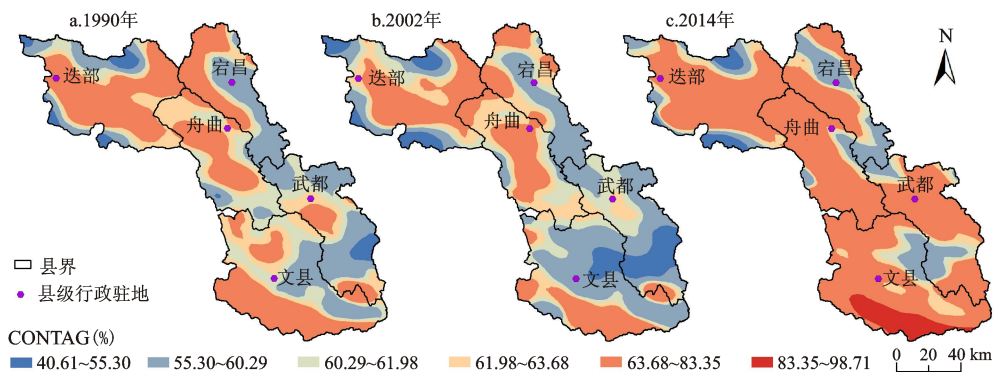 a.1990年
b.2002年
c.2014年
N
迭部
宕昌
舟曲
武都
文县
迭部
宕昌
舟曲
武都
文县
迭部
宕昌
舟曲
武都
文县
县界
县级行政驻地
CONTAG(%)
40.61~55.30 55.30~60.29 60.29~61.98 61.98~63.68 63.68~83.35 83.35~98.71
0 20 40 km